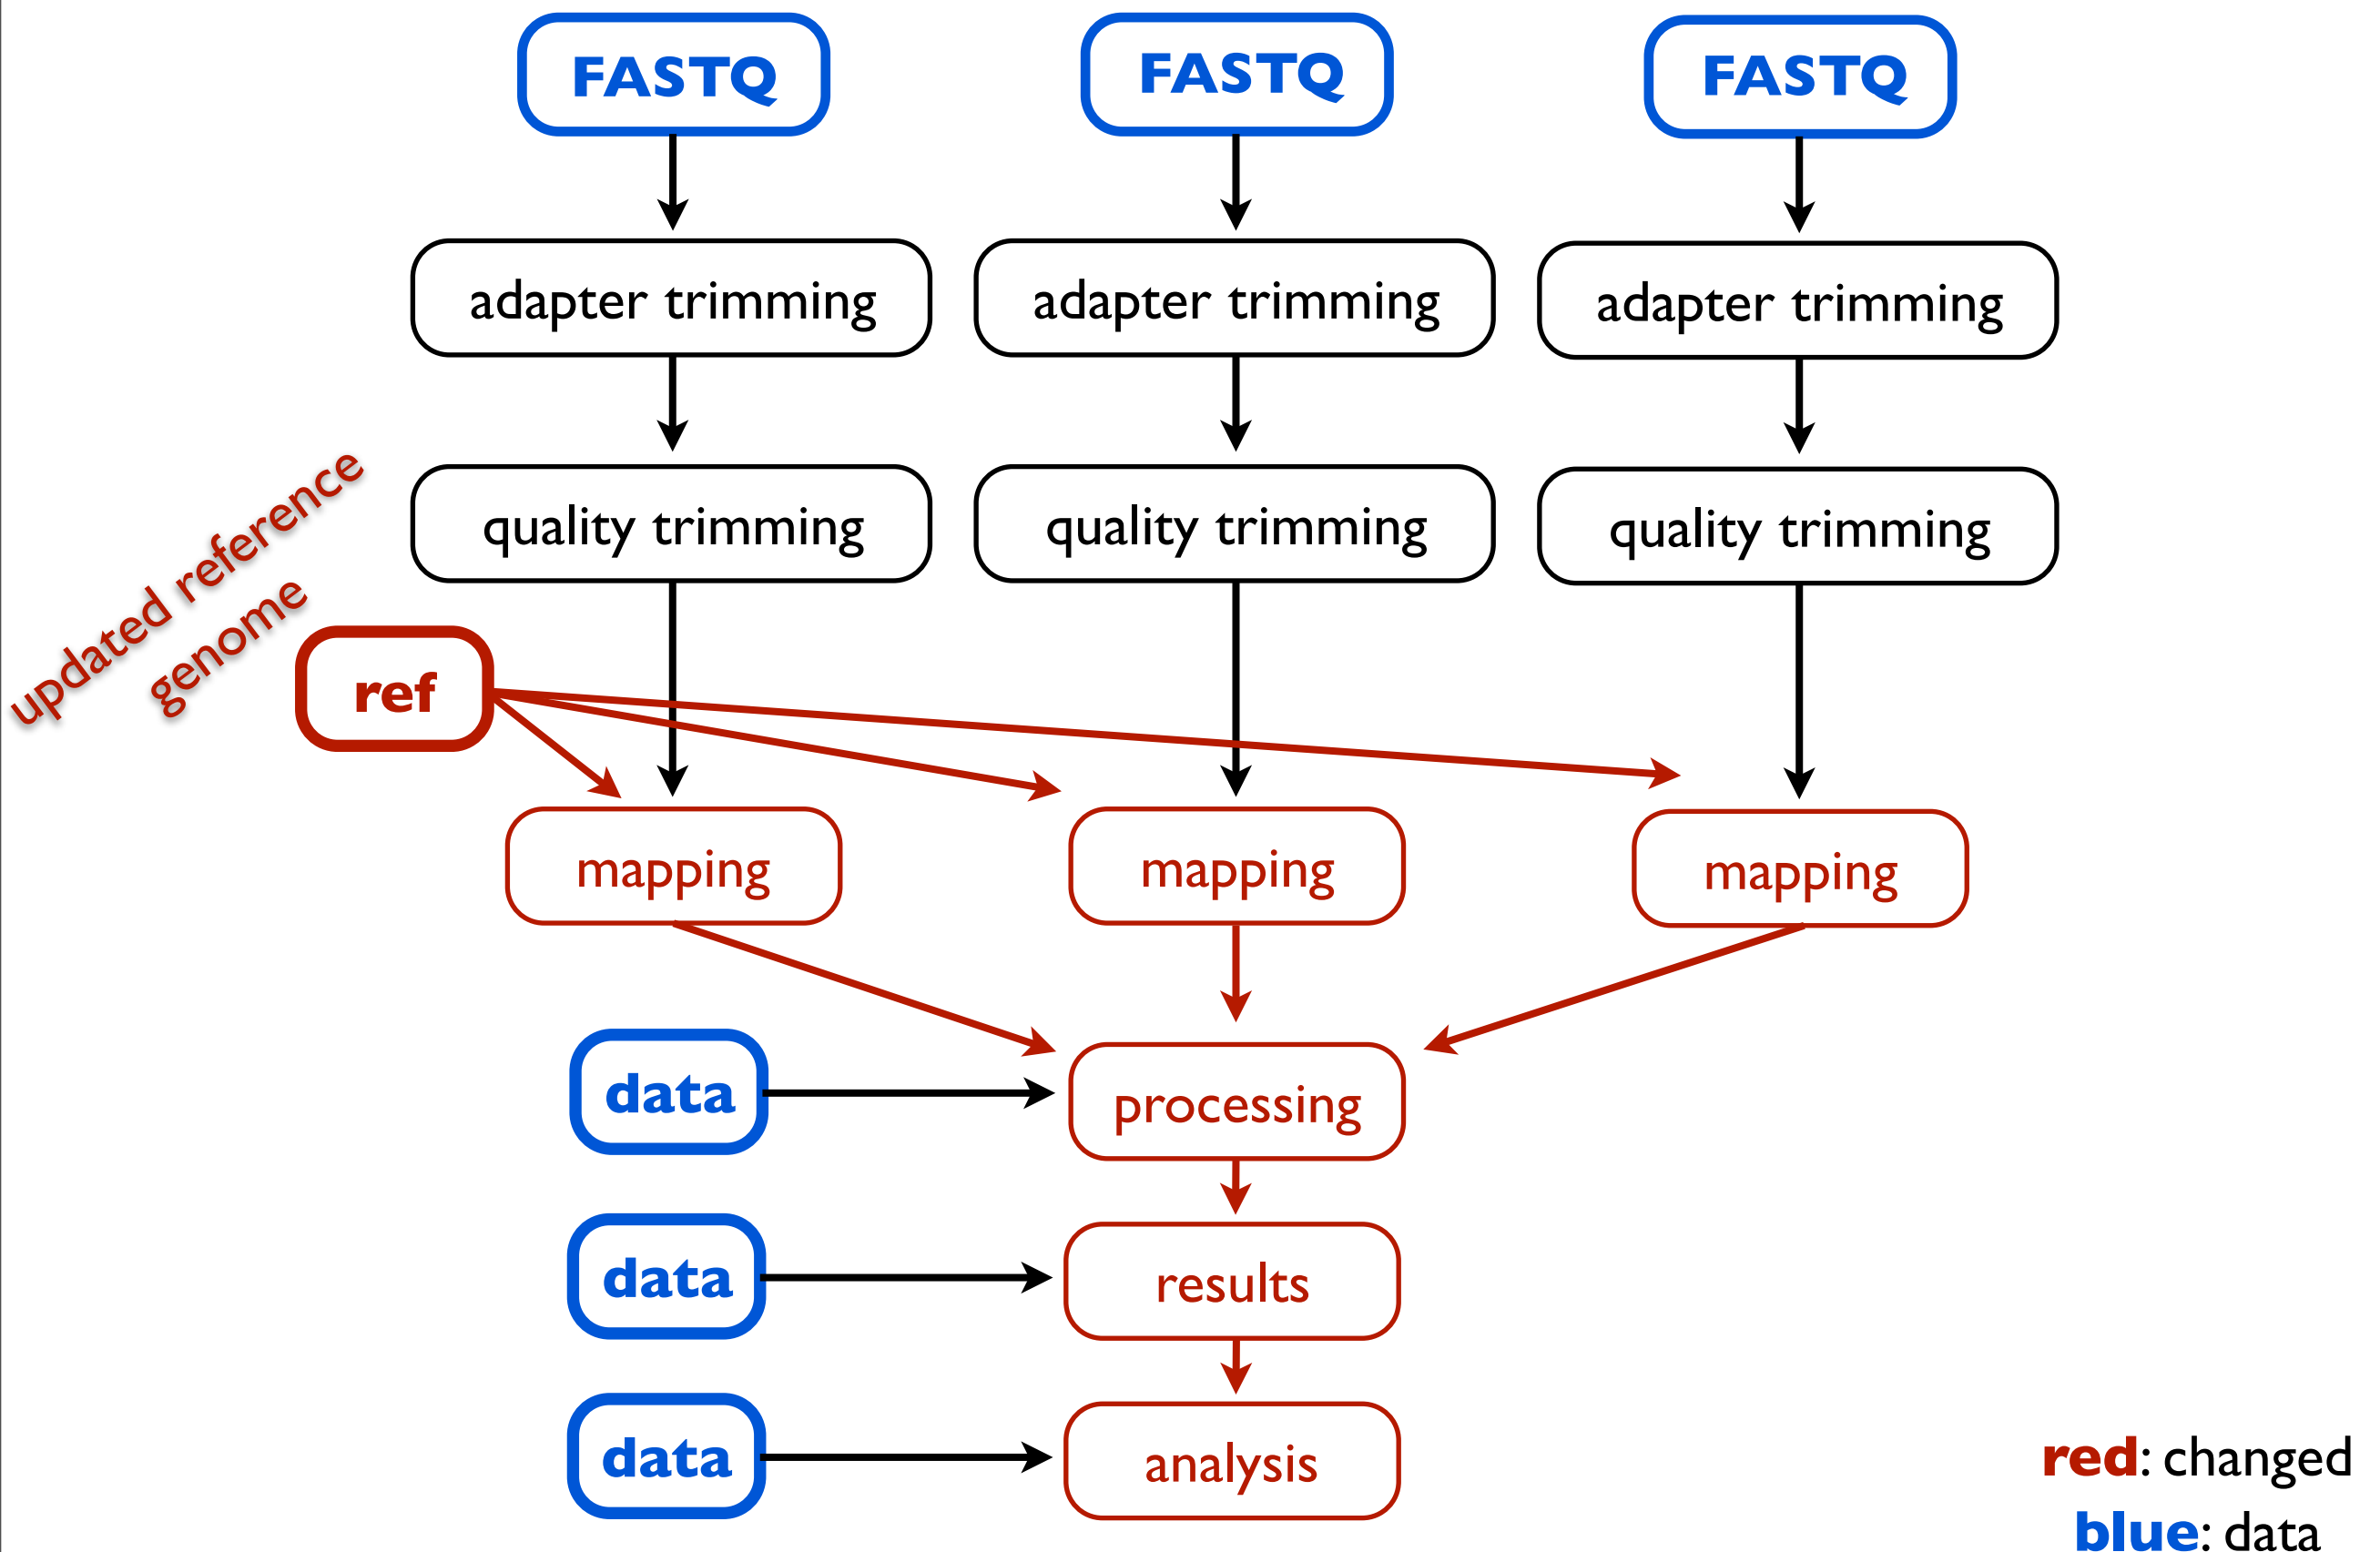 FASTQ
FASTQ
FASTQ
adapter trimming
adapter trimming
adapter trimming
quality trimming
quality trimming
quality trimming
updated reference
genome
ref
mapping
mapping
mapping
data
processing
data
results
data
analysis
red: changed
blue: data